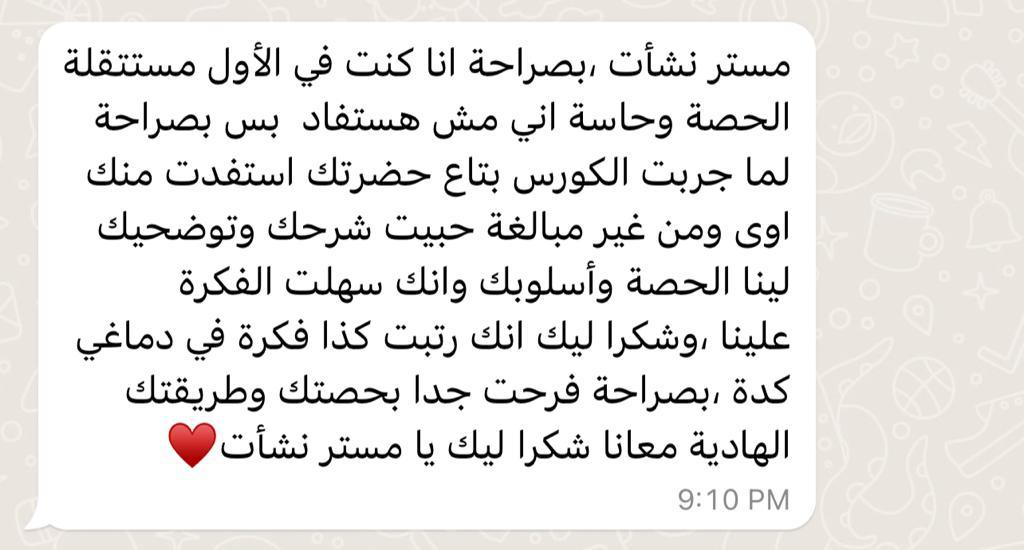 مستر نشأت ،بصراحة انا كنت في الأول مستتقلة
الحصة وحاسة اني مش هستفاد  بس بصراحة
لما جربت الكورس بتاع حضرتك استفدت منك
اوى ومن غير مبالغة حبيت شرحك وتوضحيك
لينا الحصة وأسلوبك وانك سهلت الفكرة
علينا ،وشكرا ليك انك رتبت كذا فكرة في دماغي
كدة ،بصراحة فرحت جدا بحصتك وطريقتك
الهادية معانا شكرا ليك يا مستر نشأت♥️
9:10 PM